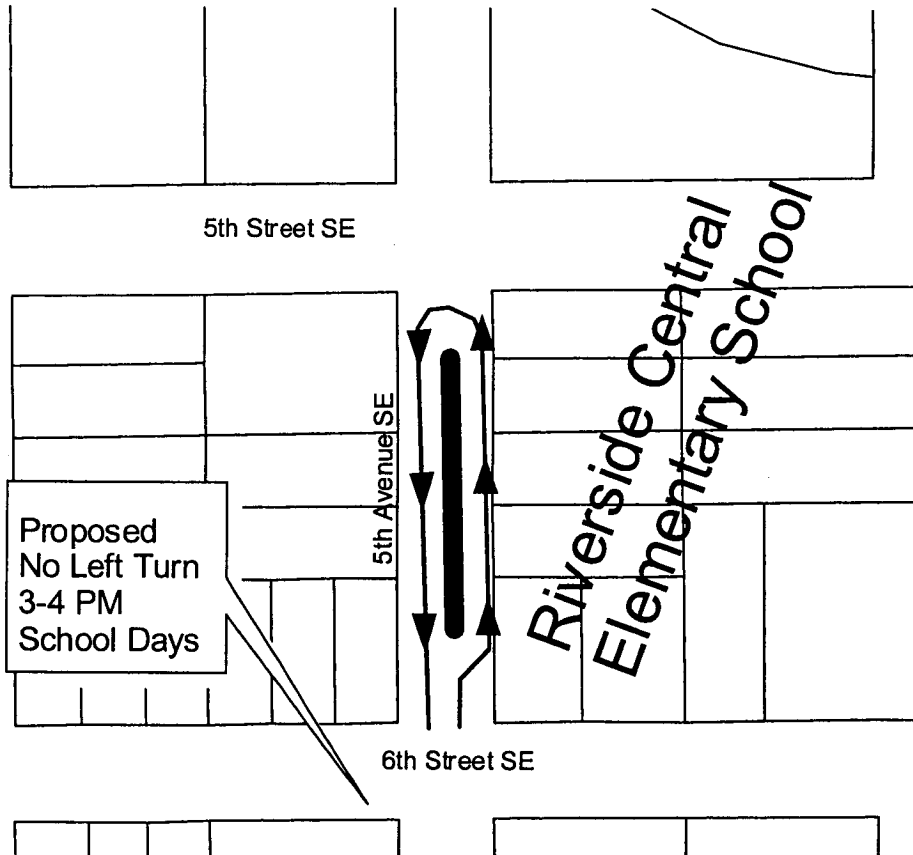 5th Street SE
5th Avenue SE
Riverside Central
Elementary School
Proposed
No Left Turn
3-4 PM
School Days
6th Street SE